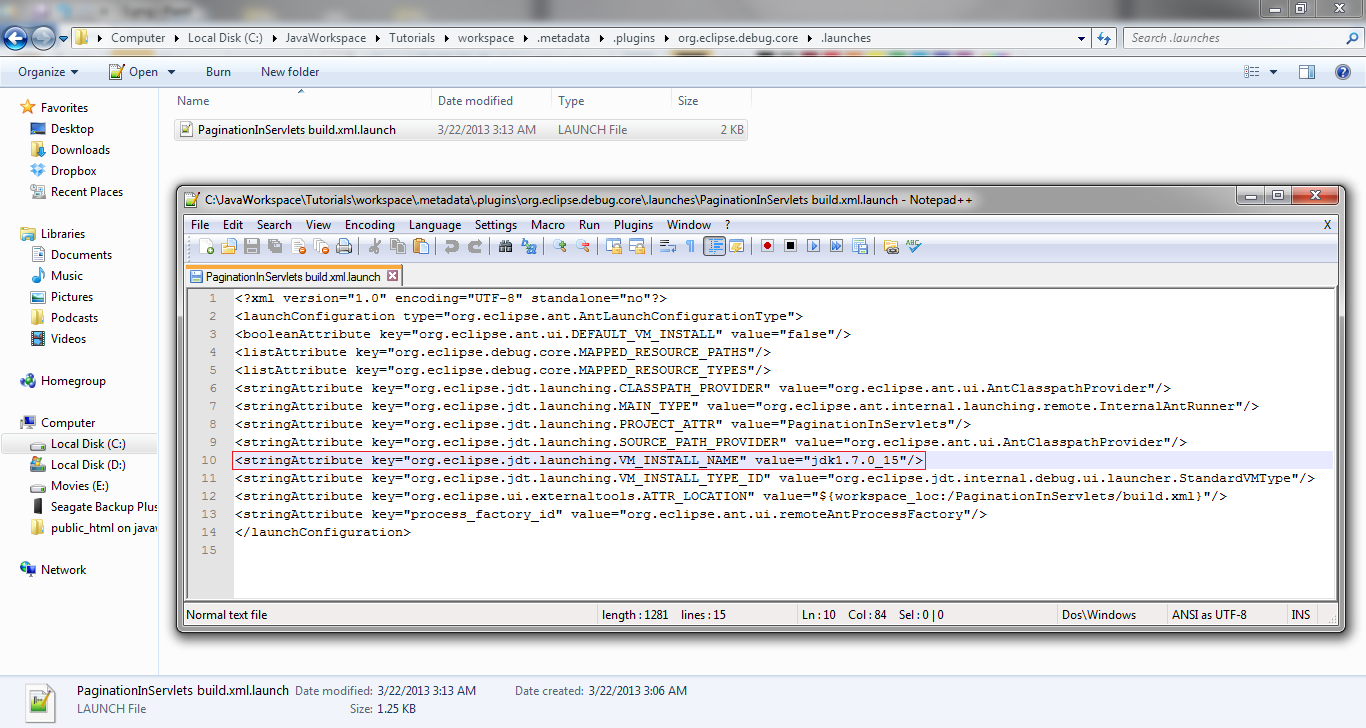 Computer Local Disk (C:) JavaWorkspace Tutorials workspace .metadata .plugins org.eclipse.debug.core .launches Search .launches
Organize Open Burn New folder
Name Date modified Type Size
PaginationInServlets build.xml.launch 3/22/2013 3:13 AM LAUNCH File 2 KB
Favorites
Desktop
Downloads
Dropbox
Recent Places
Libraries
Documents
Music
Pictures
Podcasts
Videos
Homegroup
Computer
Local Disk (C:)
Local Disk (D:)
Movies (E:)
Seagate Backup Plus
public_html on java
Network
C:\JavaWorkspace\Tutorials\workspace\.metadata\.plugins\org.eclipse.debug.core\.launches\PaginationInServlets build.xml.launch - Notepad++
File Edit Search View Encoding Language Settings Macro Run Plugins Window ? X
PaginationInServlets build.xml.launch
1 <?xml version="1.0" encoding="UTF-8" standalone="no"?>
2 <launchConfiguration type="org.eclipse.ant.AntLaunchConfigurationType">
3 <booleanAttribute key="org.eclipse.ant.ui.DEFAULT_VM_INSTALL" value="false"/>
4 <listAttribute key="org.eclipse.debug.core.MAPPED_RESOURCE_PATHS"/>
5 <listAttribute key="org.eclipse.debug.core.MAPPED_RESOURCE_TYPES"/>
6 <stringAttribute key="org.eclipse.jdt.launching.CLASSPATH_PROVIDER" value="org.eclipse.ant.ui.AntClasspathProvider"/>
7 <stringAttribute key="org.eclipse.jdt.launching.MAIN_TYPE" value="org.eclipse.ant.internal.launching.remote.InternalAntRunner"/>
8 <stringAttribute key="org.eclipse.jdt.launching.PROJECT_ATTR" value="PaginationInServlets"/>
9 <stringAttribute key="org.eclipse.jdt.launching.SOURCE_PATH_PROVIDER" value="org.eclipse.ant.ui.AntClasspathProvider"/>
10 <stringAttribute key="org.eclipse.jdt.launching.VM_INSTALL_NAME" value="jdk1.7.0_15"/>
11 <stringAttribute key="org.eclipse.jdt.launching.VM_INSTALL_TYPE_ID" value="org.eclipse.jdt.internal.debug.ui.launcher.StandardVMType"/>
12 <stringAttribute key="org.eclipse.ui.externaltools.ATTR_LOCATION" value="${workspace_loc:/PaginationInServlets/build.xml}"/>
13 <stringAttribute key="process_factory_id" value="org.eclipse.ant.ui.remoteAntProcessFactory"/>
14 </launchConfiguration>
15
Normal text file length : 1281 lines : 15 Ln : 10 Col : 84 Sel : 0 | 0 Dos\Windows ANSI as UTF-8 INS
PaginationInServlets build.xml.launch Date modified: 3/22/2013 3:13 AM Date created: 3/22/2013 3:06 AM
LAUNCH File Size: 1.25 KB